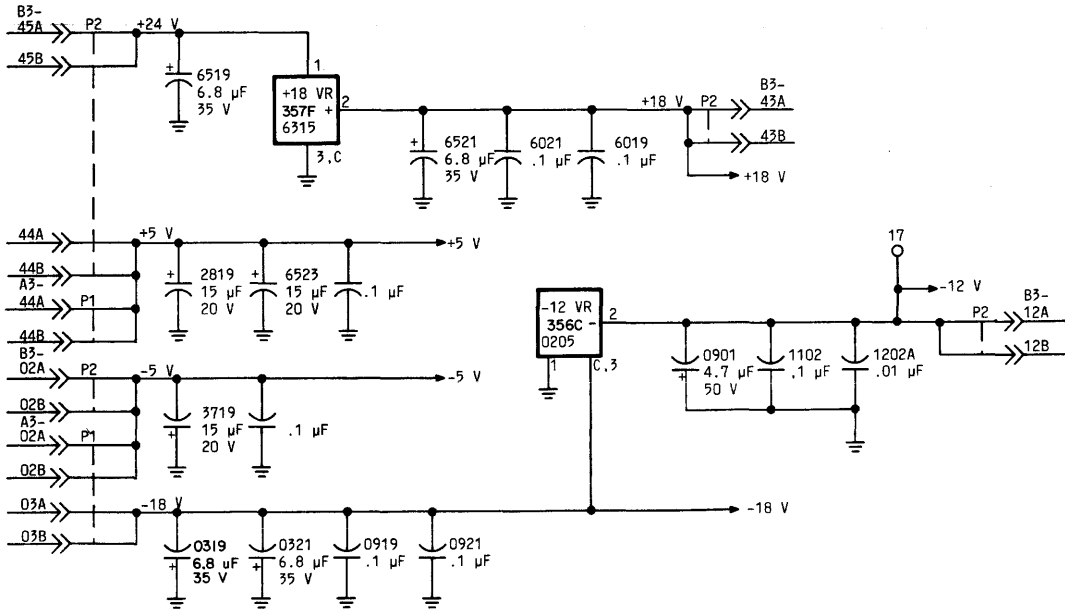 B3-
45A P2 +24 V
45B
+ 6519
6.8 µF
35 V
1
+18 VR
357F +
6315
2
3,C
+ 6521
6.8 µF
35 V
6021
.1 µF
6019
.1 µF
+18 V P2 B3-
43A
43B
+18 V
44A +5 V +5 V
44B
A3-
44A P1
44B
+ 2819
15 µF
20 V
+ 6523
15 µF
20 V
.1 µF
B3-
02A P2 -5 V -5 V
02B
A3-
02A P1
02B
3719
15 µF
+ 20 V
.1 µF
03A -18 V -18 V
03B
0319
6.8 uF
+ 35 V
0321
6.8 µF
+ 35 V
0919
.1 µF
0921
.1 µF
-12 VR
356C -
0205
2
1 C,3
17
-12 V
P2 B3-
12A
12B
0901
4.7 µF
+ 50 V
1102
.1 µF
1202A
.01 µF